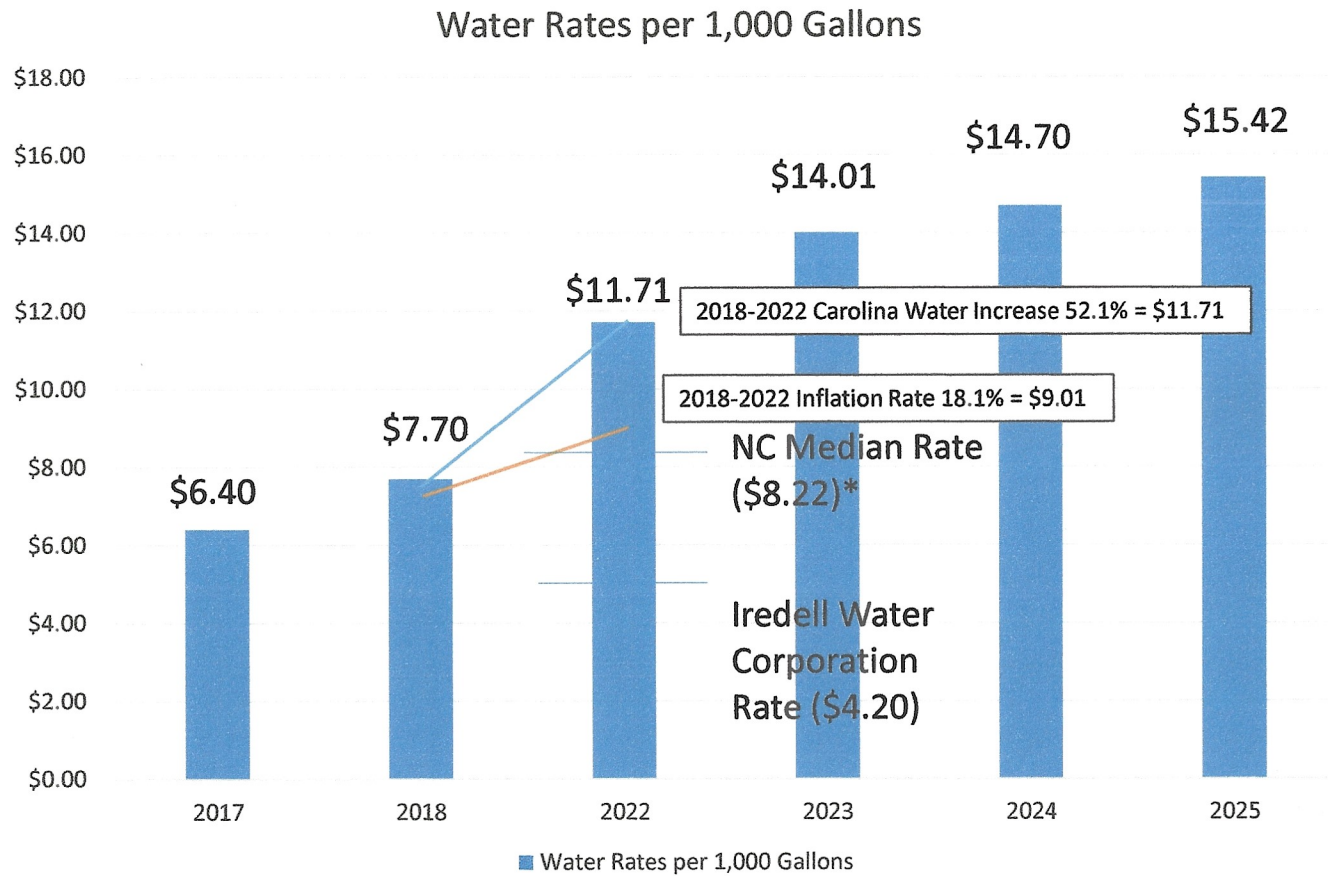 Water Rates per 1,000 Gallons
$18.00
$16.00
$14.00
$12.00
$10.00
$8.00
$6.00
$4.00
$2.00
$0.00
$6.40
$7.70
$11.71
$14.01
$14.70
$15.42
2018-2022 Carolina Water Increase 52.1% = $11.71
2018-2022 Inflation Rate 18.1% = $9.01
NC Median Rate
($8.22)*
Iredell Water
Corporation
Rate ($4.20)
2017
2018
2022
2023
2024
2025
Water Rates per 1,000 Gallons